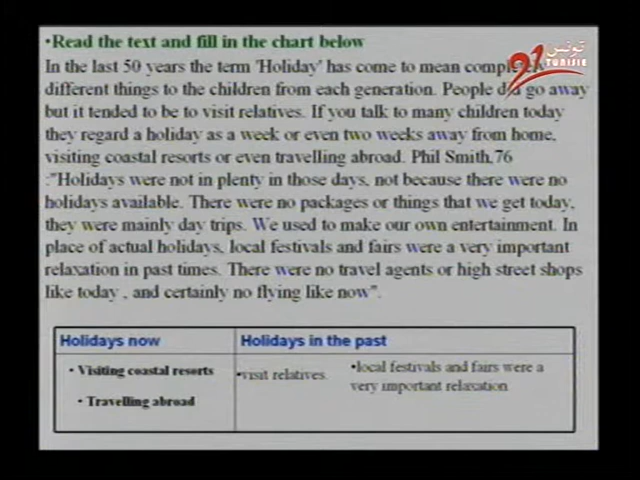 •Read the text and fill in the chart below
In the last 50 years the term 'Holiday' has come to mean completely
different things to the children from each generation. People did go away
but it tended to be to visit relatives. If you talk to many children today
they regard a holiday as a week or even two weeks away from home,
visiting coastal resorts or even travelling abroad. Phil Smith,76
:"Holidays were not in plenty in those days, not because there were no
holidays available. There were no packages or things that we get today,
they were mainly day trips. We used to make our own entertainment. In
place of actual holidays, local festivals and fairs were a very important
relaxation in past times. There were no travel agents or high street shops
like today , and certainly no flying like now".
تونس
21
TUNISIE
Holidays now
Holidays in the past
• Visiting coastal resorts
• Travelling abroad
•visit relatives
•local festivals and fairs were a
very important relaxation